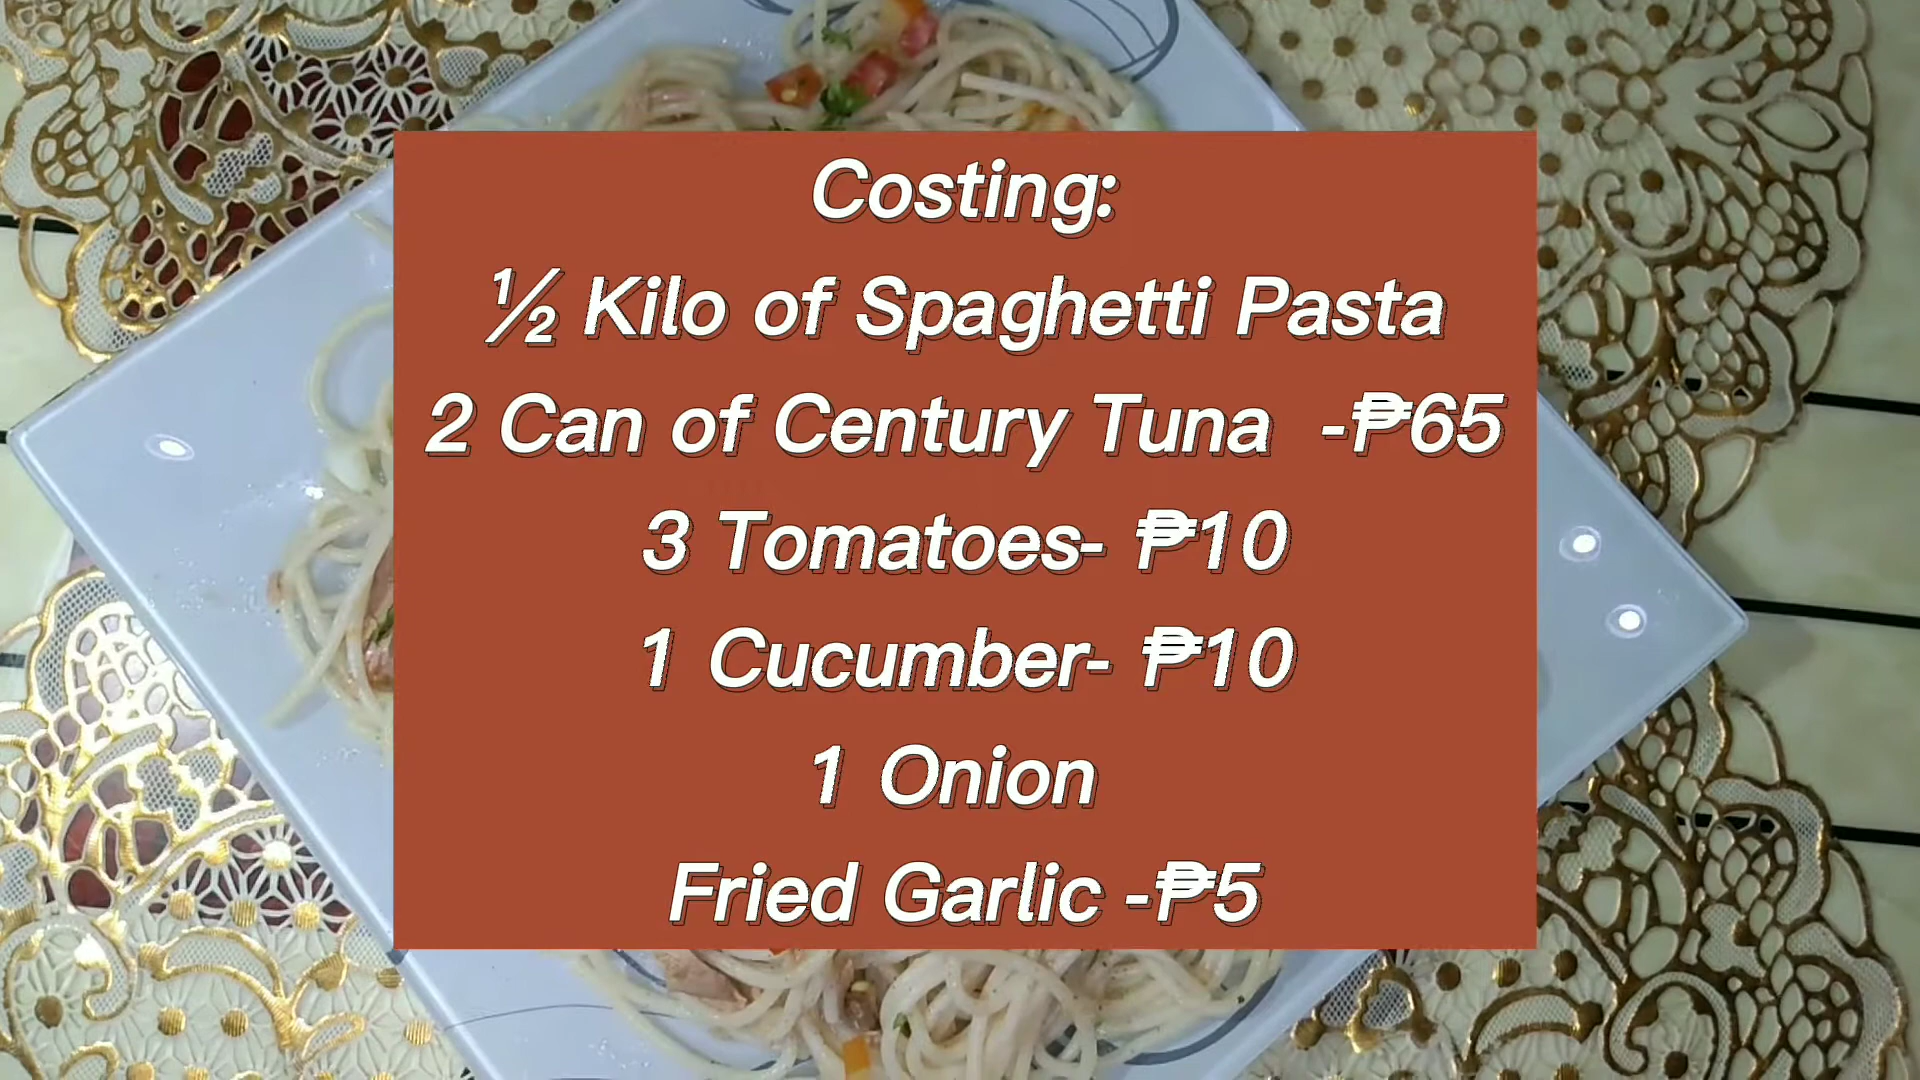 Costing:
½ Kilo of Spaghetti Pasta
2 Can of Century Tuna -₱65
3 Tomatoes- ₱10
1 Cucumber- ₱10
1 Onion
Fried Garlic -₱5